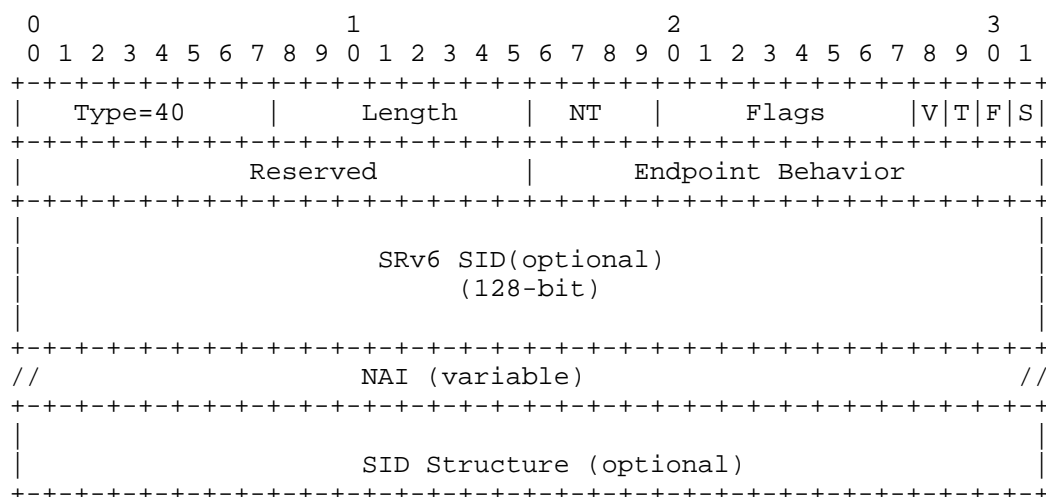 0                   1                   2                   3
 0 1 2 3 4 5 6 7 8 9 0 1 2 3 4 5 6 7 8 9 0 1 2 3 4 5 6 7 8 9 0 1
+-+-+-+-+-+-+-+-+-+-+-+-+-+-+-+-+-+-+-+-+-+-+-+-+-+-+-+-+-+-+-+-+
|   Type=40     |     Length    |  NT   |     Flags     |V|T|F|S|
+-+-+-+-+-+-+-+-+-+-+-+-+-+-+-+-+-+-+-+-+-+-+-+-+-+-+-+-+-+-+-+-+
|              Reserved         |      Endpoint Behavior        |
+-+-+-+-+-+-+-+-+-+-+-+-+-+-+-+-+-+-+-+-+-+-+-+-+-+-+-+-+-+-+-+-+
|                                                               |
|                      SRv6 SID(optional)                       |
|                           (128-bit)                           |
|                                                               |
+-+-+-+-+-+-+-+-+-+-+-+-+-+-+-+-+-+-+-+-+-+-+-+-+-+-+-+-+-+-+-+-+
//                    NAI (variable)                           //
+-+-+-+-+-+-+-+-+-+-+-+-+-+-+-+-+-+-+-+-+-+-+-+-+-+-+-+-+-+-+-+-+
|                                                               |
|                     SID Structure (optional)                  |
+-+-+-+-+-+-+-+-+-+-+-+-+-+-+-+-+-+-+-+-+-+-+-+-+-+-+-+-+-+-+-+-+